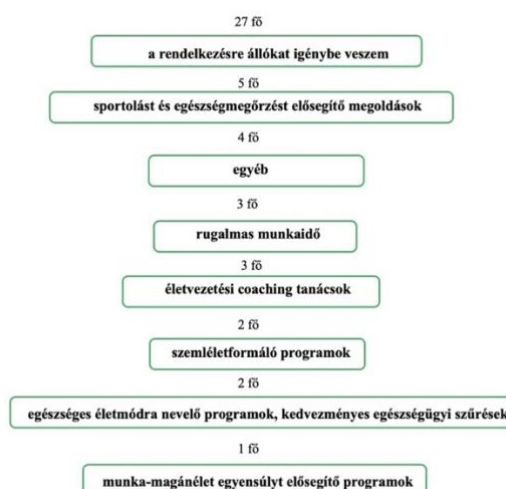 27 fő
a rendelkezésre állókat igénybe veszem
5 fő
sportolást és egészségmegőrzést elősegítő megoldások
4 fő
egyéb
3 fő
rugalmas munkaidő
3 fő
életvezetési coaching tanácsok
2 fő
szemléletformáló programok
2 fő
egészséges életmódra nevelő programok, kedvezményes egészségügyi szűrések
1 fő
munka-magánélet egyensúlyt elősegítő programok